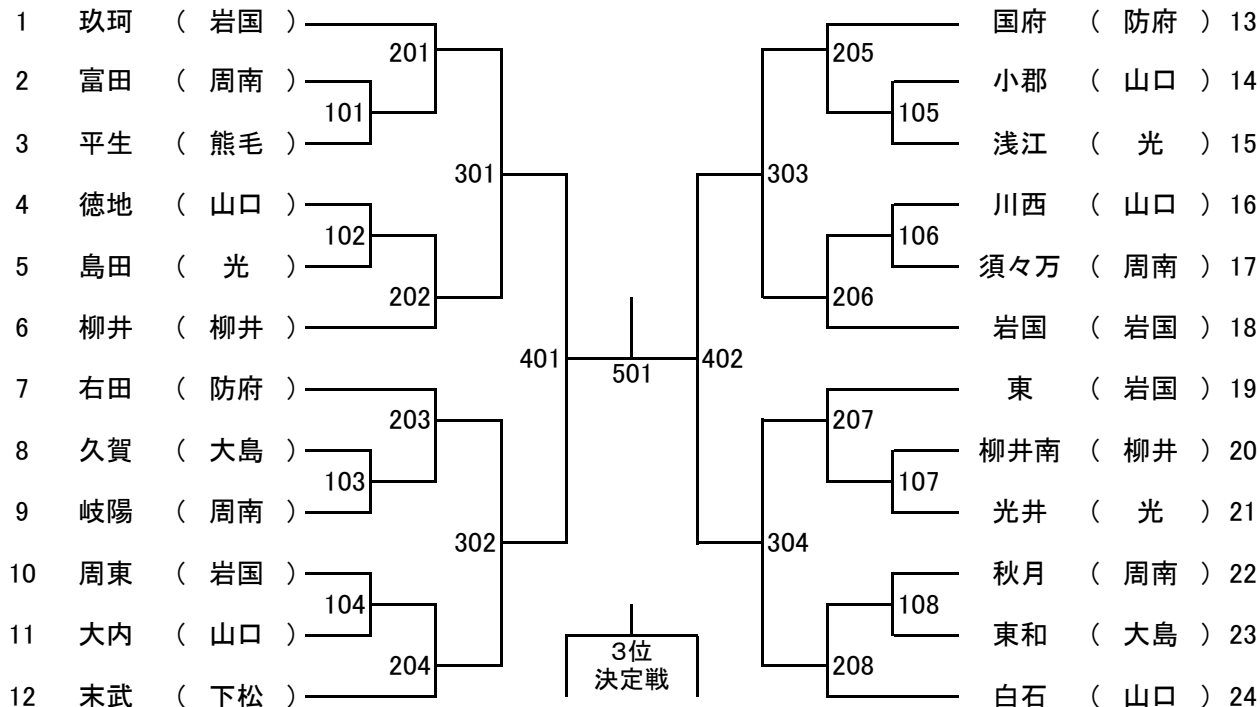 1 玖珂 （ 岩国 ） 国府 （ 防府 ） 13
201 205
2 富田 （ 周南 ） 小郡 （ 山口 ） 14
101 105
3 平生 （ 熊毛 ） 浅江 （ 光 ） 15
301 303
4 徳地 （ 山口 ） 川西 （ 山口 ） 16
102 106
5 島田 （ 光 ） 須々万 （ 周南 ） 17
202 206
6 柳井 （ 柳井 ） 岩国 （ 岩国 ） 18
401 501 402
7 右田 （ 防府 ） 東 （ 岩国 ） 19
203 207
8 久賀 （ 大島 ） 柳井南 （ 柳井 ） 20
103 107
9 岐陽 （ 周南 ） 光井 （ 光 ） 21
302 304
10 周東 （ 岩国 ） 秋月 （ 周南 ） 22
104 108
11 大内 （ 山口 ） 東和 （ 大島 ） 23
204 3位 208
決定戦
12 末武 （ 下松 ） 白石 （ 山口 ） 24